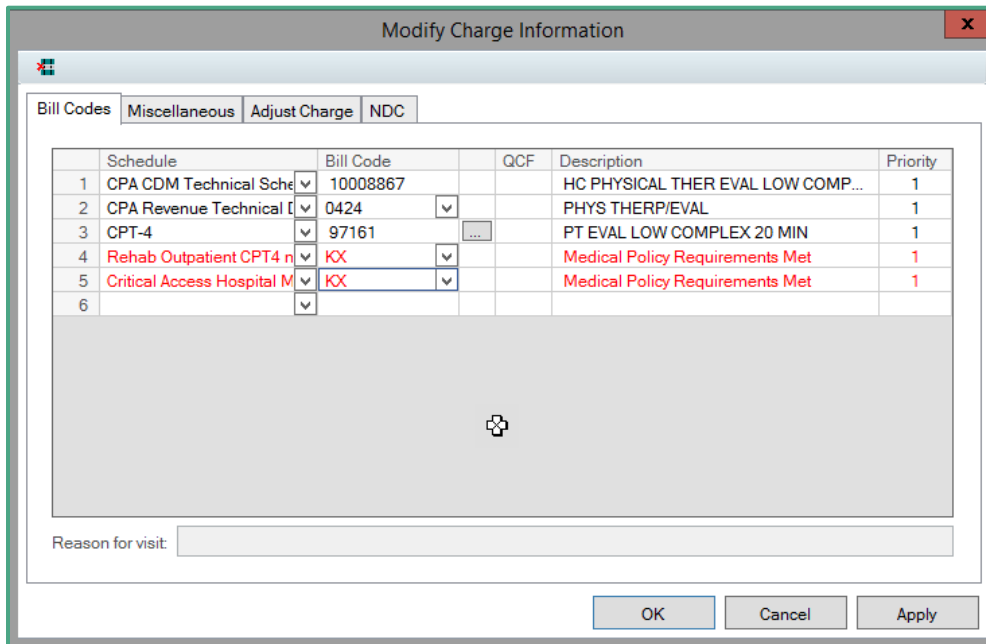 Modify Charge Information
x
Bill Codes Miscellaneous Adjust Charge NDC
Schedule Bill Code QCF Description Priority
1 CPA CDM Technical Sche 10008867 HC PHYSICAL THER EVAL LOW COMP... 1
2 CPA Revenue Technical 0424 PHYS THERP/EVAL 1
3 CPT-4 97161 ... PT EVAL LOW COMPLEX 20 MIN 1
4 Rehab Outpatient CPT4 n KX Medical Policy Requirements Met 1
5 Critical Access Hospital M KX Medical Policy Requirements Met 1
6
Reason for visit:
OK Cancel Apply